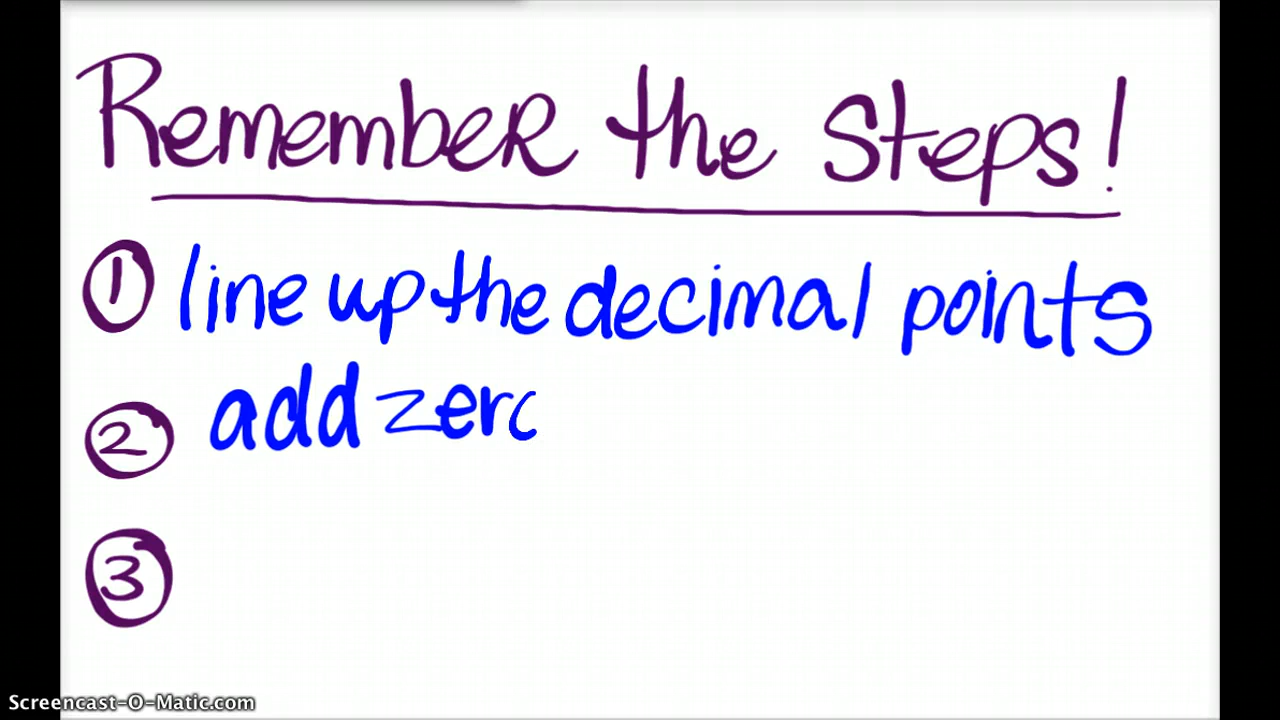 Remember the Steps!
1 line up the decimal points
2 add zerc
3
Screencast-O-Matic.com